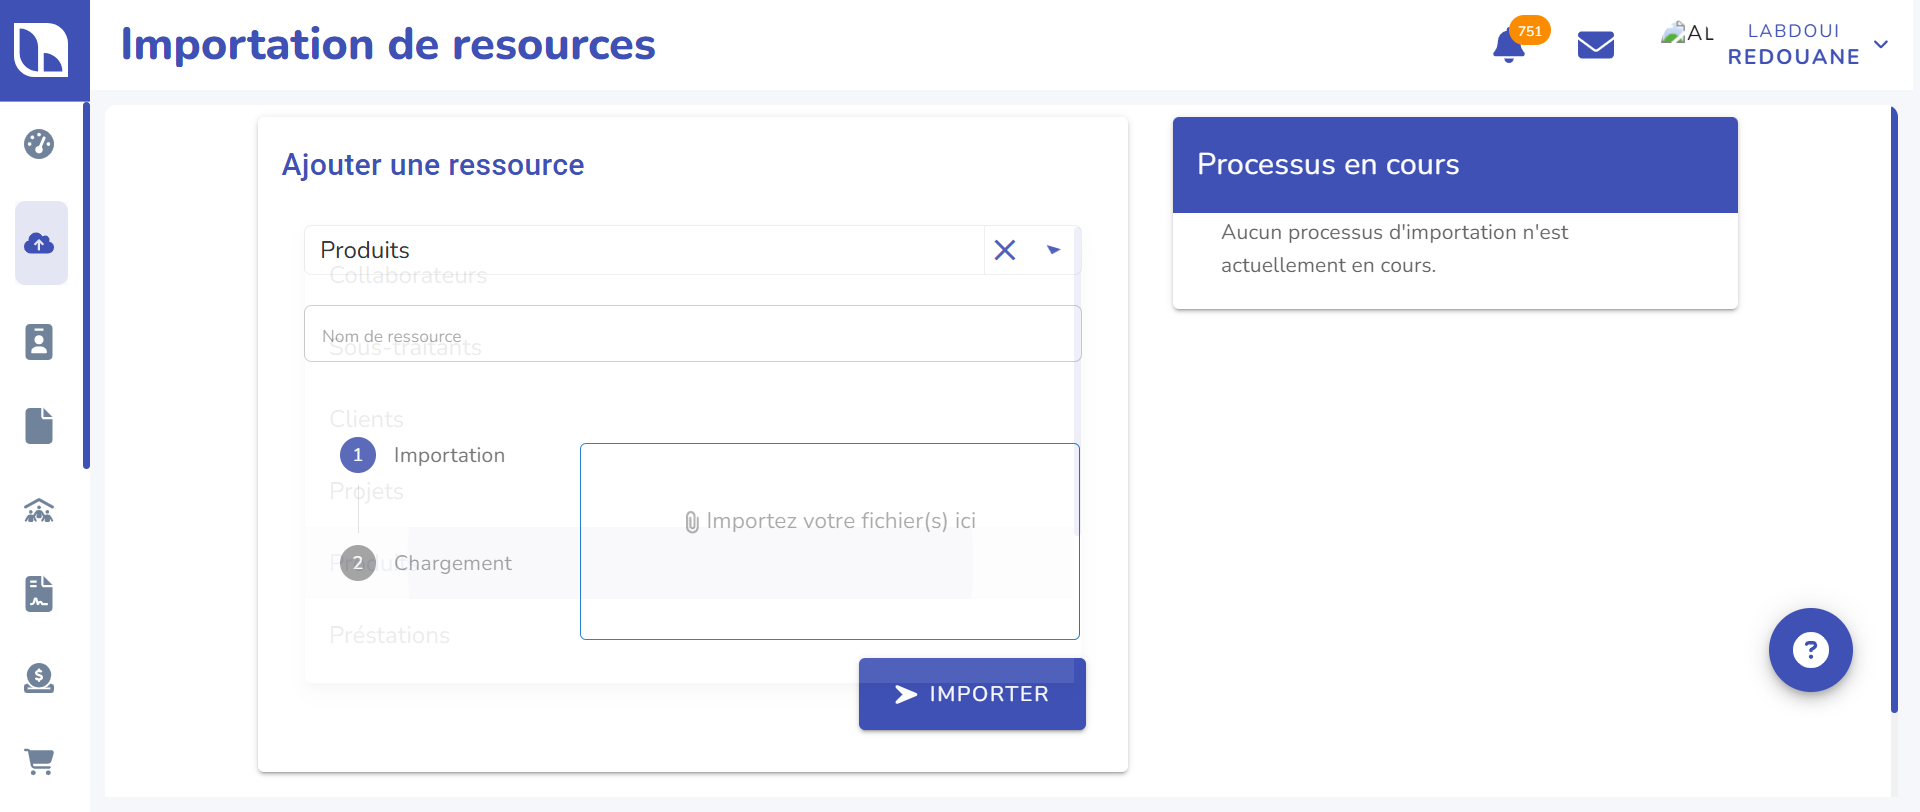 Importation de resources
751
AL
LABDOUI
REDOUANE
Ajouter une ressource
Produits
Collaborateurs
Nom de ressource
Sous-traitants
Clients
1 Importation
Projets
Importez votre fichier(s) ici
Produits
2 Chargement
Préstations
IMPORTER
Processus en cours
Aucun processus d'importation n'est
actuellement en cours.
?